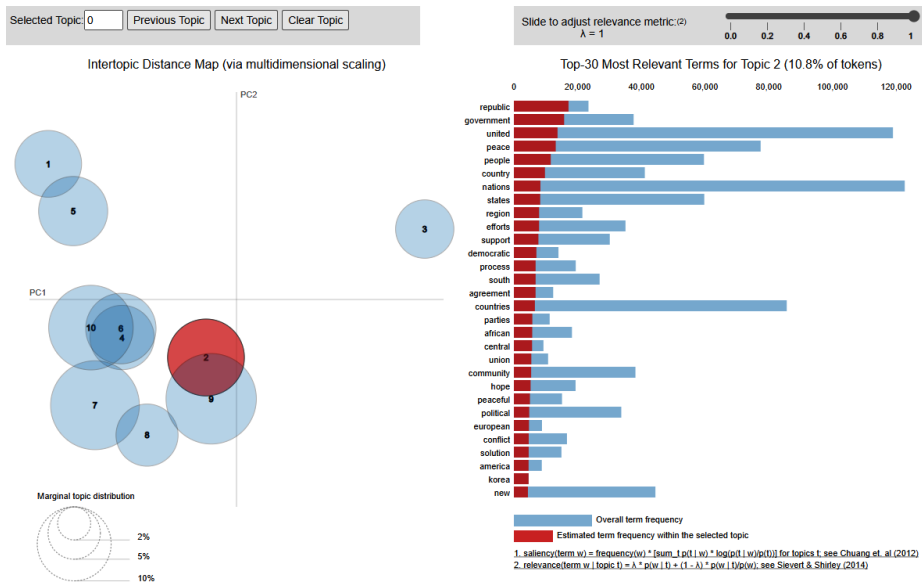 Selected Topic: 0 Previous Topic Next Topic Clear Topic
Slide to adjust relevance metric:(2)
λ = 1
0.0 0.2 0.4 0.6 0.8 1
Intertopic Distance Map (via multidimensional scaling)
PC2
PC1
1
5
3
10
6
4
2
7
9
8
Marginal topic distribution
2%
5%
10%
Top-30 Most Relevant Terms for Topic 2 (10.8% of tokens)
0 20,000 40,000 60,000 80,000 100,000 120,000
republic
government
united
peace
people
country
nations
states
region
efforts
support
democratic
process
south
agreement
countries
parties
african
central
union
community
hope
peaceful
political
european
conflict
solution
america
korea
new
Overall term frequency
Estimated term frequency within the selected topic
1. saliency(term w) = frequency(w) * [sum_t p(t | w) * log(p(t | w)/p(t))] for topics t; see Chuang et. al (2012)
2. relevance(term w | topic t) = λ * p(w | t) + (1 - λ) * p(w | t)/p(w); see Sievert & Shirley (2014)